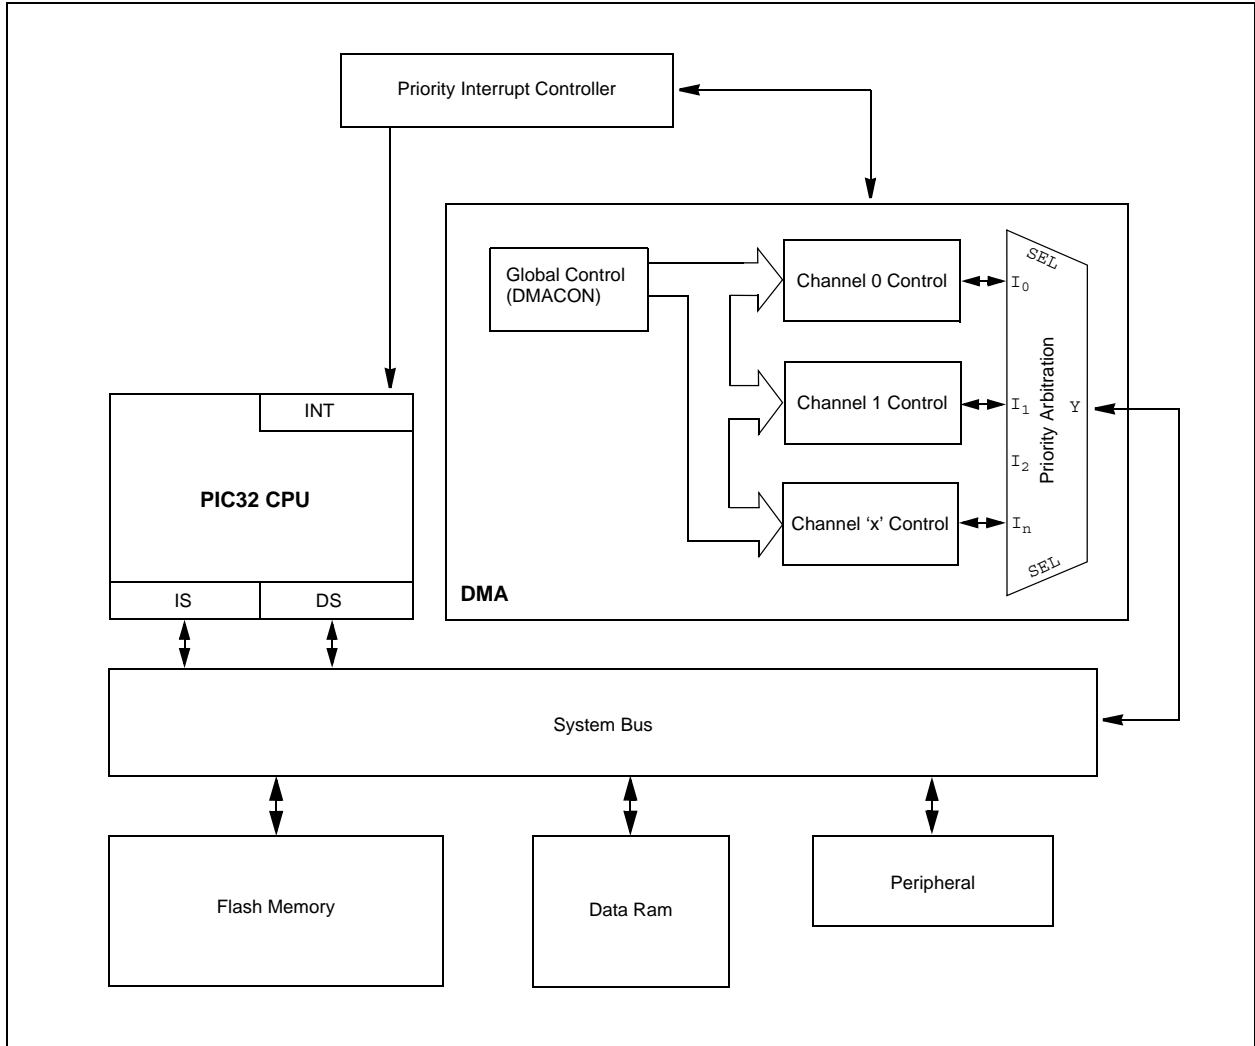 Priority Interrupt Controller
Global Control
(DMACON)
Channel 0 Control
SEL
I0
Channel 1 Control
I1
Priority Arbitration
Y
I2
Channel ‘x’ Control
In
SEL
DMA
INT
PIC32 CPU
IS
DS
System Bus
Flash Memory
Data Ram
Peripheral